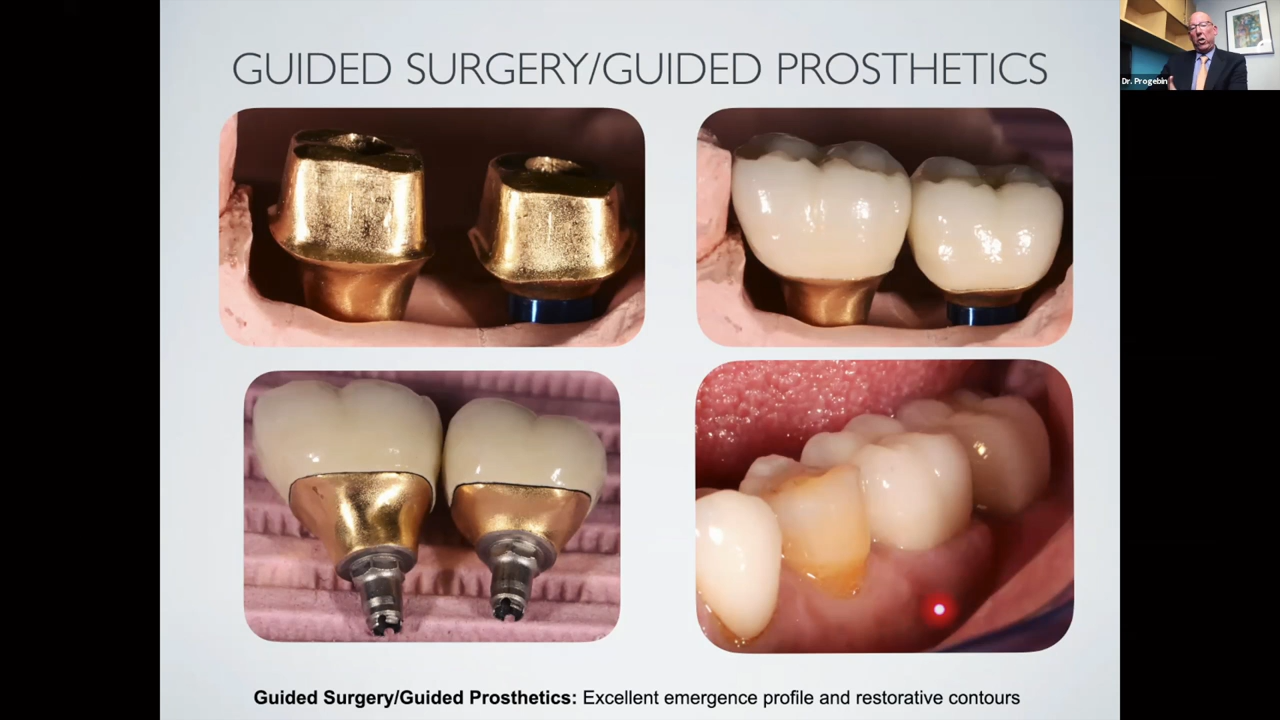 GUIDED SURGERY/GUIDED PROSTHETICS
Dr. Progebin
Guided Surgery/Guided Prosthetics: Excellent emergence profile and restorative contours